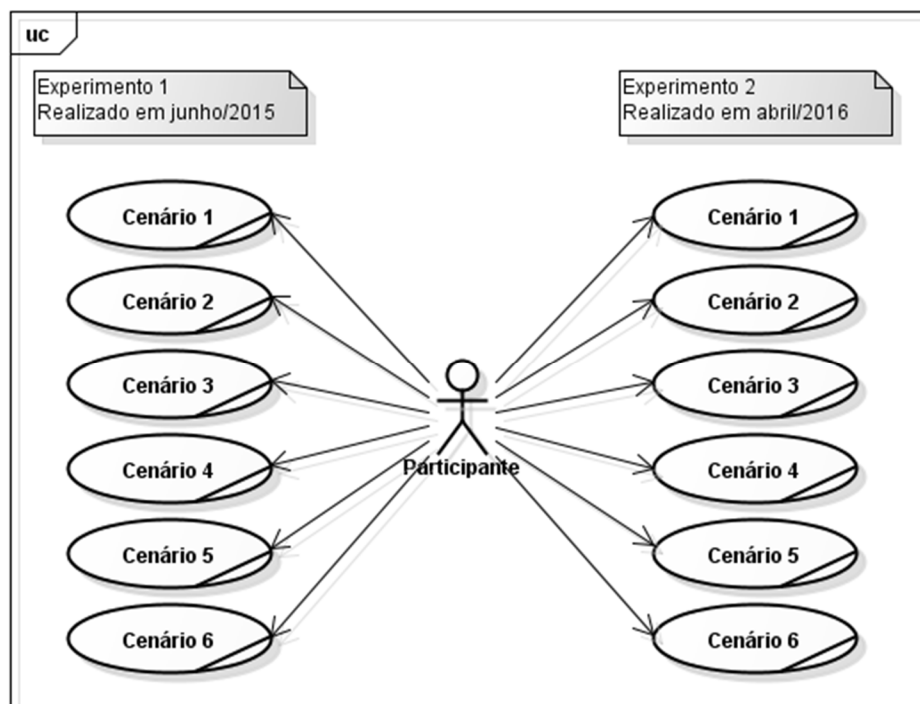 uc
Experimento 1
Realizado em junho/2015
Experimento 2
Realizado em abril/2016
Cenário 1
Cenário 2
Cenário 3
Cenário 4
Cenário 5
Cenário 6
Participante
Cenário 1
Cenário 2
Cenário 3
Cenário 4
Cenário 5
Cenário 6